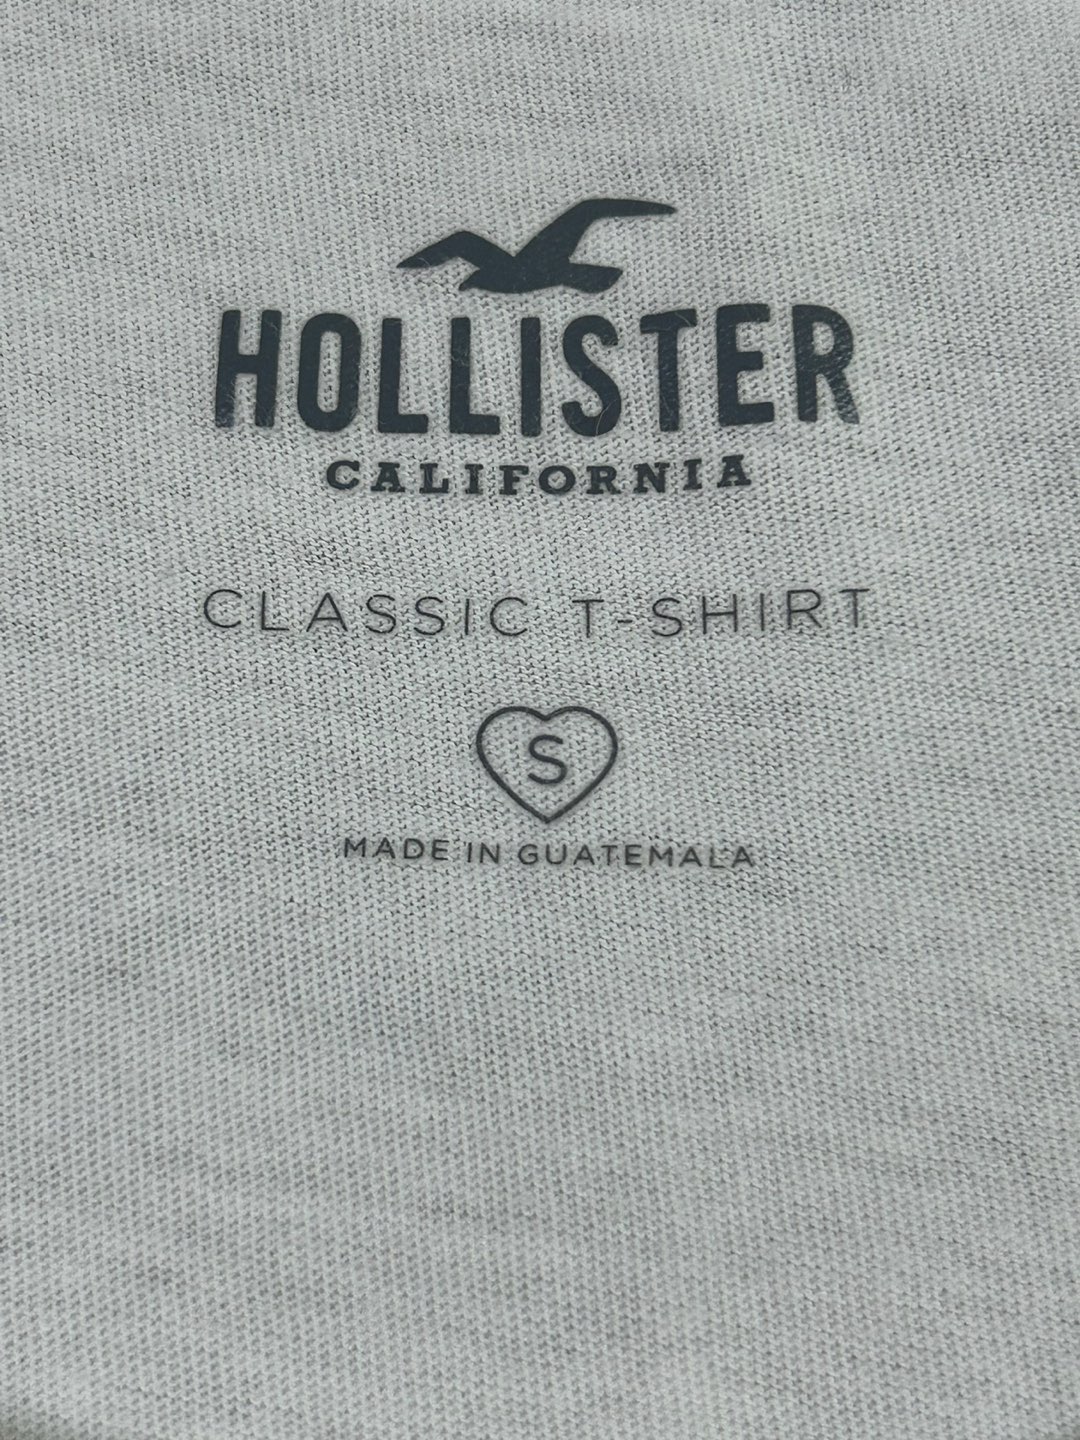 HOLLISTER
CALIFORNIA
CLASSIC T-SHIRT
S
MADE IN GUATEMALA